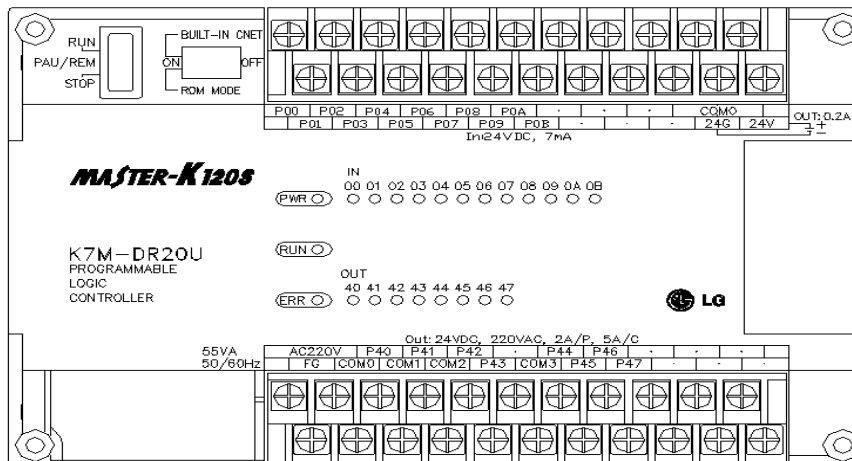 RUN
PAU/REM
STOP
BUILT-IN CNET
ON OFF
ROM MODE
P00 P02 P04 P06 P08 P0A · · · COM0
P01 P03 P05 P07 P09 P0B · · · · 24G 24V
OUT: 0.2A
+
−
In:24VDC, 7mA
MASTER-K120S
IN
00 01 02 03 04 05 06 07 08 09 0A 0B
PWR
K7M-DR20U
PROGRAMMABLE
LOGIC
CONTROLLER
RUN
OUT
40 41 42 43 44 45 46 47
ERR
LG
Out: 24VDC, 220VAC, 2A/P, 5A/C
55VA
50/60Hz
AC220V P40 P41 P42 · P44 P46 · · · ·
FG COM0 COM1 COM2 P43 COM3 P45 P47 · · ·